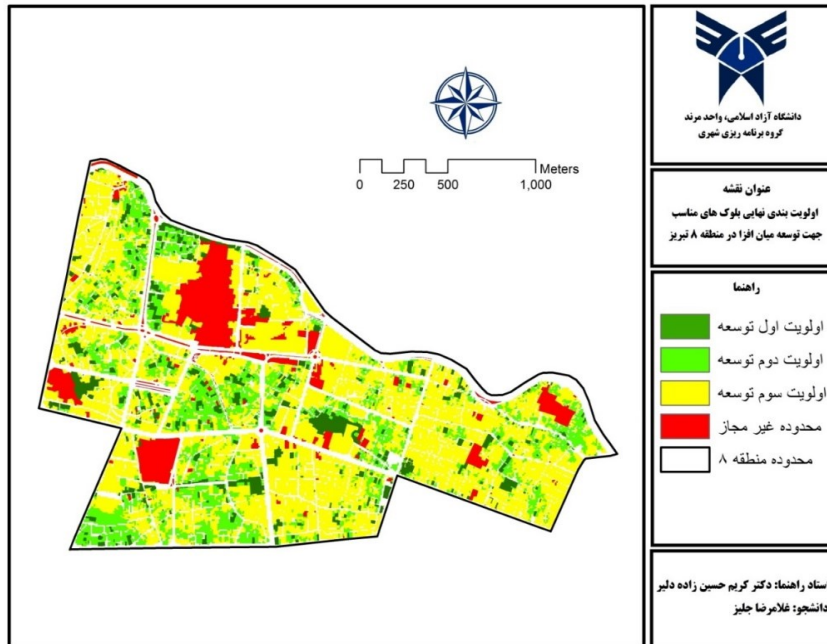 دانشگاه آزاد اسلامی، واحد مرند
گروه برنامه ریزی شهری
عنوان نقشه
اولویت بندی نهایی بلوک های مناسب
جهت توسعه میان افزا در منطقه ۸ تبریز
Meters
0 250 500 1,000
راهنما
اولویت اول توسعه
اولویت دوم توسعه
اولویت سوم توسعه
محدوده غیر مجاز
محدوده منطقه ۸
استاد راهنما: دکتر کریم حسین زاده دلیر
دانشجو: غلامرضا جلیز